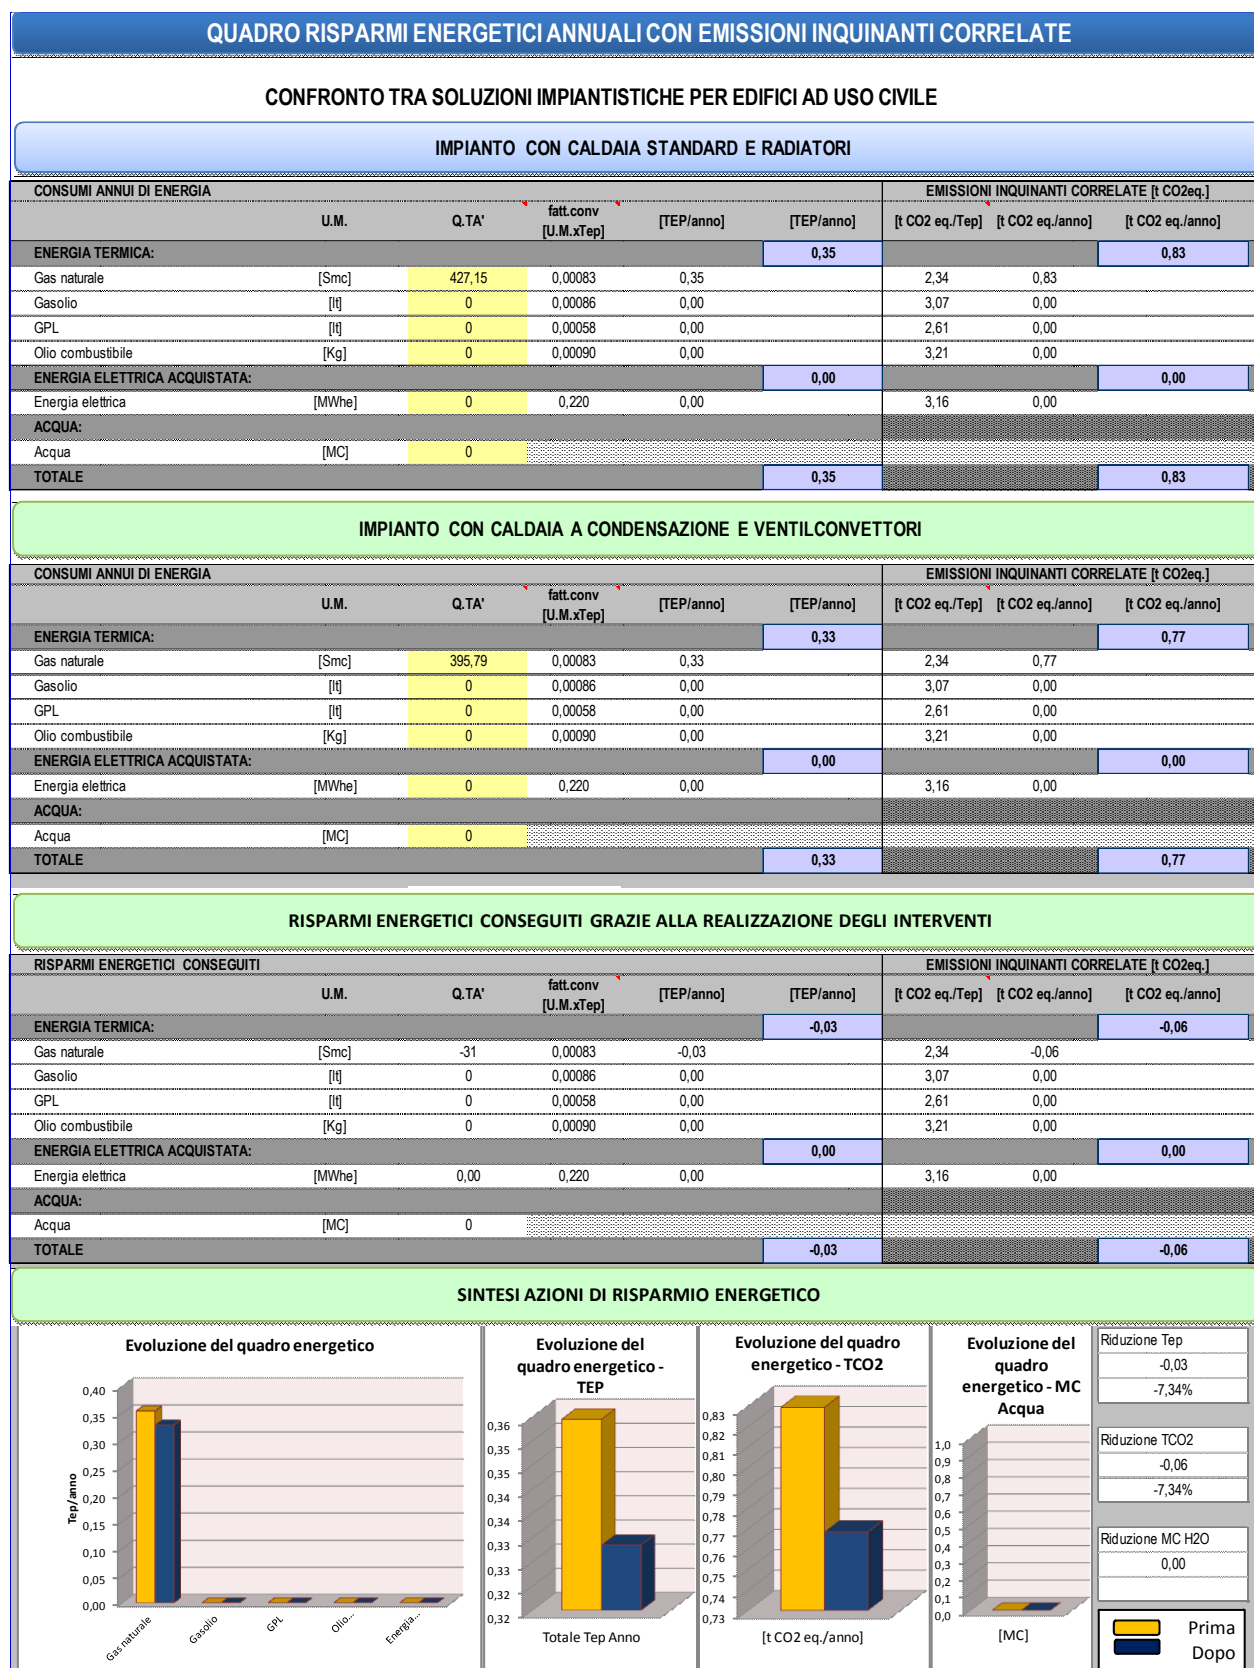 QUADRO RISPARMI ENERGETICI ANNUALI CON EMISSIONI INQUINANTI CORRELATE
CONFRONTO TRA SOLUZIONI IMPIANTISTICHE PER EDIFICI AD USO CIVILE
IMPIANTO CON CALDAIA STANDARD E RADIATORI
CONSUMI ANNUI DI ENERGIA EMISSIONI INQUINANTI CORRELATE [t CO2eq.]
U.M. Q.TA' fatt.conv [U.M.xTep] [TEP/anno] [TEP/anno] [t CO2 eq./Tep] [t CO2 eq./anno] [t CO2 eq./anno]
ENERGIA TERMICA: 0,35 0,83
Gas naturale [Smc] 427,15 0,00083 0,35 2,34 0,83
Gasolio [lt] 0 0,00086 0,00 3,07 0,00
GPL [lt] 0 0,00058 0,00 2,61 0,00
Olio combustibile [Kg] 0 0,00090 0,00 3,21 0,00
ENERGIA ELETTRICA ACQUISTATA: 0,00 0,00
Energia elettrica [MWhe] 0 0,220 0,00 3,16 0,00
ACQUA:
Acqua [MC] 0
TOTALE 0,35 0,83
IMPIANTO CON CALDAIA A CONDENSAZIONE E VENTILCONVETTORI
CONSUMI ANNUI DI ENERGIA EMISSIONI INQUINANTI CORRELATE [t CO2eq.]
U.M. Q.TA' fatt.conv [U.M.xTep] [TEP/anno] [TEP/anno] [t CO2 eq./Tep] [t CO2 eq./anno] [t CO2 eq./anno]
ENERGIA TERMICA: 0,33 0,77
Gas naturale [Smc] 395,79 0,00083 0,33 2,34 0,77
Gasolio [lt] 0 0,00086 0,00 3,07 0,00
GPL [lt] 0 0,00058 0,00 2,61 0,00
Olio combustibile [Kg] 0 0,00090 0,00 3,21 0,00
ENERGIA ELETTRICA ACQUISTATA: 0,00 0,00
Energia elettrica [MWhe] 0 0,220 0,00 3,16 0,00
ACQUA:
Acqua [MC] 0
TOTALE 0,33 0,77
RISPARMI ENERGETICI CONSEGUITI GRAZIE ALLA REALIZZAZIONE DEGLI INTERVENTI
RISPARMI ENERGETICI CONSEGUITI EMISSIONI INQUINANTI CORRELATE [t CO2eq.]
U.M. Q.TA' fatt.conv [U.M.xTep] [TEP/anno] [TEP/anno] [t CO2 eq./Tep] [t CO2 eq./anno] [t CO2 eq./anno]
ENERGIA TERMICA: -0,03 -0,06
Gas naturale [Smc] -31 0,00083 -0,03 2,34 -0,06
Gasolio [lt] 0 0,00086 0,00 3,07 0,00
GPL [lt] 0 0,00058 0,00 2,61 0,00
Olio combustibile [Kg] 0 0,00090 0,00 3,21 0,00
ENERGIA ELETTRICA ACQUISTATA: 0,00 0,00
Energia elettrica [MWhe] 0,00 0,220 0,00 3,16 0,00
ACQUA:
Acqua [MC] 0
TOTALE -0,03 -0,06
SINTESI AZIONI DI RISPARMIO ENERGETICO
Evoluzione del quadro energetico
Tep/anno
0,40
0,35
0,30
0,25
0,20
0,15
0,10
0,05
0,00
Gas naturale
Gasolio
GPL
Olio...
Energia...
Evoluzione del
quadro energetico -
TEP
0,36
0,35
0,35
0,34
0,34
0,33
0,33
0,32
0,32
Totale Tep Anno
Evoluzione del quadro
energetico - TCO2
0,83
0,82
0,81
0,80
0,79
0,78
0,77
0,76
0,75
0,74
0,73
[t CO2 eq./anno]
Evoluzione del
quadro
energetico - MC
Acqua
1,0
0,9
0,8
0,7
0,6
0,5
0,4
0,3
0,2
0,1
0,0
[MC]
Riduzione Tep
-0,03
-7,34%
Riduzione TCO2
-0,06
-7,34%
Riduzione MC H2O
0,00
Prima
Dopo